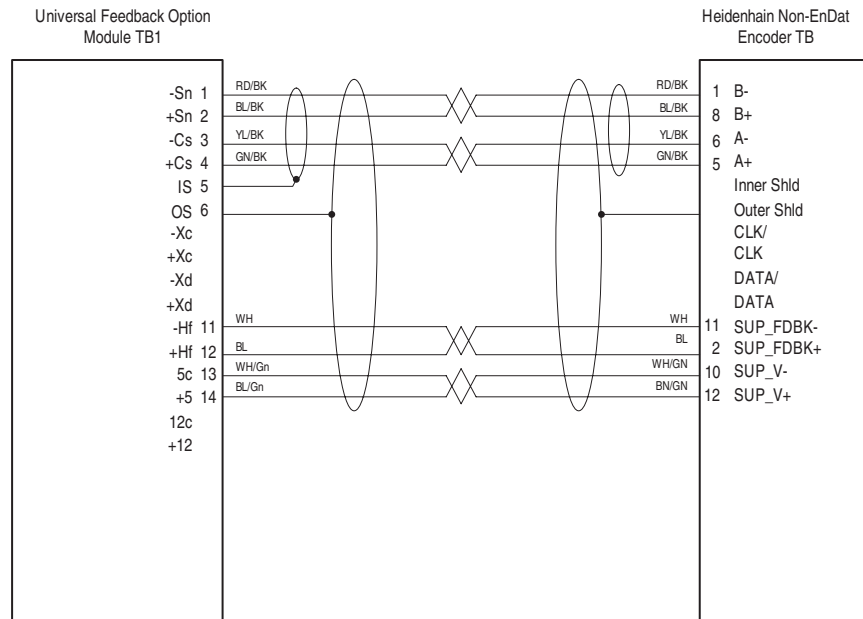 Universal Feedback Option
Module TB1
Heidenhain Non-EnDat
Encoder TB
-Sn 1 RD/BK RD/BK 1 B-
+Sn 2 BL/BK BL/BK 8 B+
-Cs 3 YL/BK YL/BK 6 A-
+Cs 4 GN/BK GN/BK 5 A+
IS 5 Inner Shld
OS 6 Outer Shld
-Xc CLK/
+Xc CLK
-Xd DATA/
+Xd DATA
-Hf 11 WH WH 11 SUP_FDBK-
+Hf 12 BL BL 2 SUP_FDBK+
5c 13 WH/Gn WH/GN 10 SUP_V-
+5 14 BL/Gn BN/GN 12 SUP_V+
12c
+12